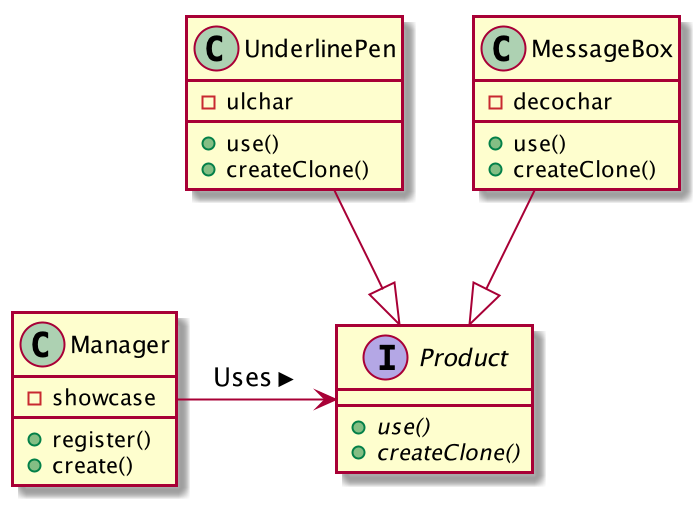 C UnderlinePen
ulchar
use()
createClone()
C MessageBox
decochar
use()
createClone()
C Manager
showcase
register()
create()
Uses ▶
I Product
use()
createClone()